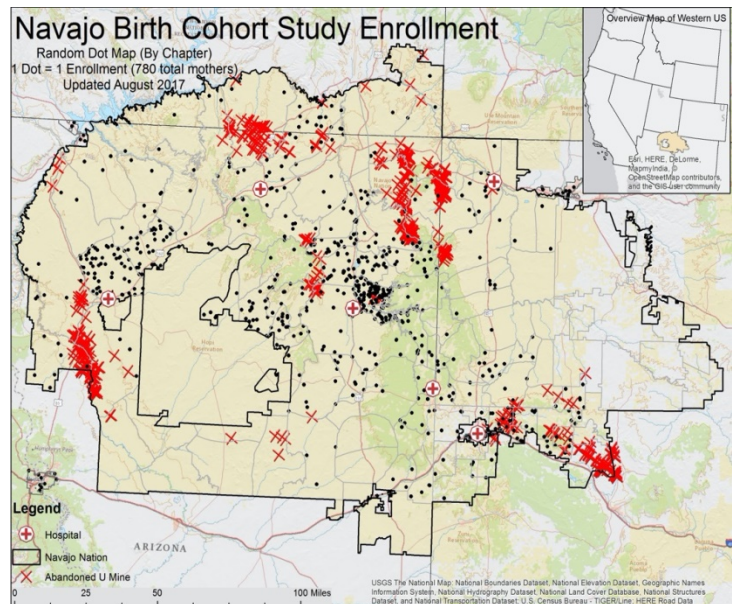 Navajo Birth Cohort Study Enrollment
Random Dot Map (By Chapter)
1 Dot = 1 Enrollment (780 total mothers)
Updated August 2017
Overview Map of Western US
Esri, HERE, DeLorme,
MapmyIndia, ©
OpenStreetMap contributors,
and the GIS user community
Legend
Hospital
Navajo Nation
Abandoned U Mine
ARIZONA
0 25 50 100 Miles
USGS The National Map: National Boundaries Dataset, National Elevation Dataset, Geographic Names
Information System, National Hydrography Dataset, National Land Cover Database, National Structures
Dataset, and National Transportation Dataset; U.S. Census Bureau - TIGER/Line; HERE Road Data